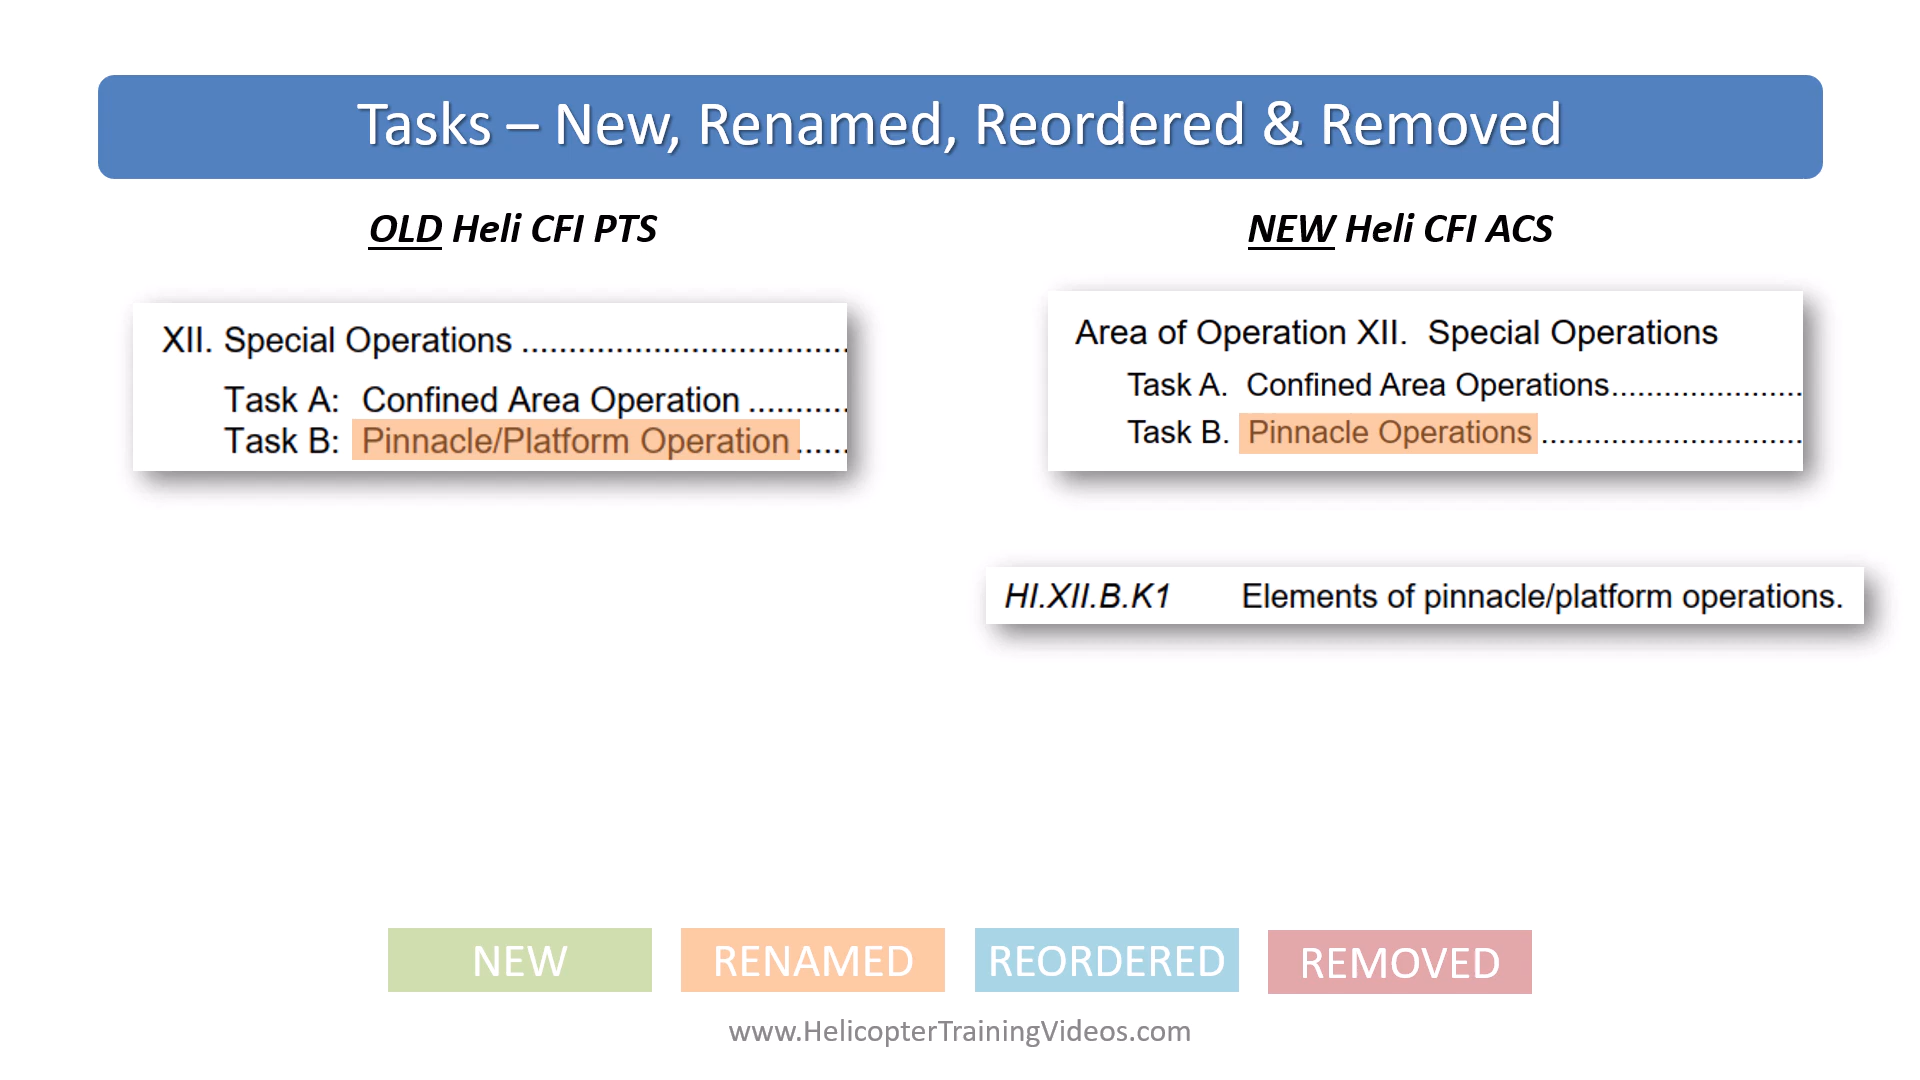 Tasks – New, Renamed, Reordered & Removed
OLD Heli CFI PTS
XII. Special Operations ..................................
Task A: Confined Area Operation ...........
Task B: Pinnacle/Platform Operation ......
NEW Heli CFI ACS
Area of Operation XII. Special Operations
Task A. Confined Area Operations......................
Task B. Pinnacle Operations ..............................
HI.XII.B.K1 Elements of pinnacle/platform operations.
NEW
RENAMED
REORDERED
REMOVED
www.HelicopterTrainingVideos.com